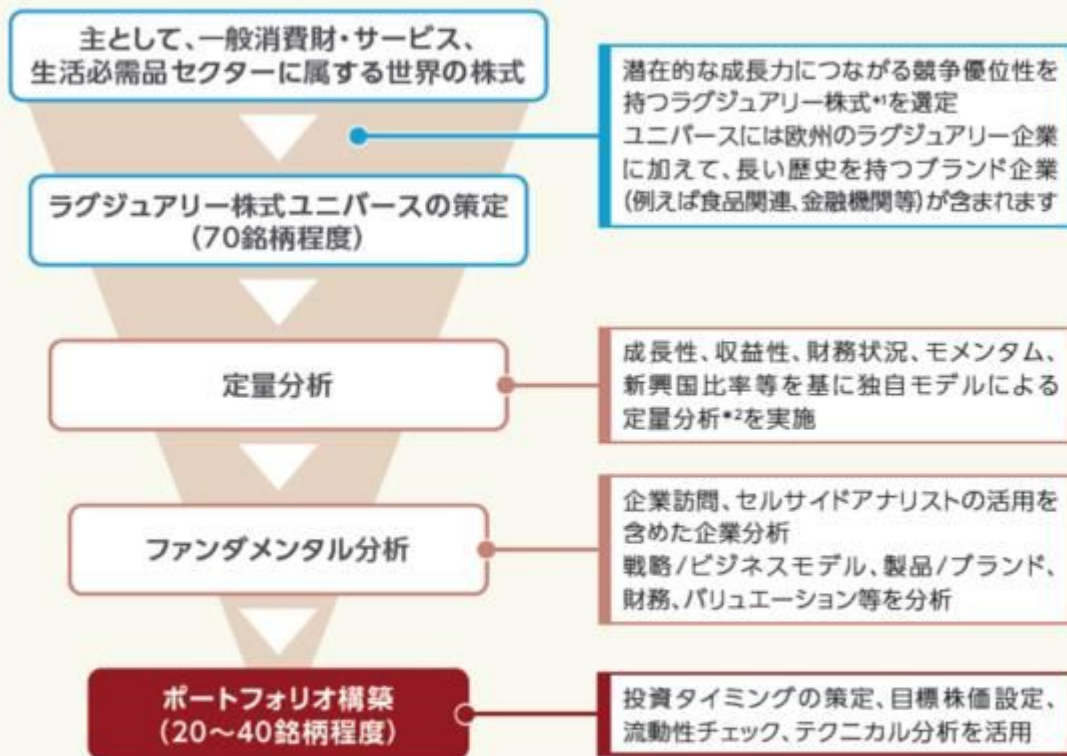 主として、一般消費財・サービス、
生活必需品セクターに属する世界の株式
潜在的な成長力につながる競争優位性を
持つラグジュアリー株式*1を選定
ユニバースには欧州のラグジュアリー企業
に加えて、長い歴史を持つブランド企業
(例えば食品関連、金融機関等)が含まれます
ラグジュアリー株式ユニバースの策定
(70銘柄程度)
定量分析
成長性、収益性、財務状況、モメンタム、
新興国比率等を基に独自モデルによる
定量分析*2を実施
ファンダメンタル分析
企業訪問、セルサイドアナリストの活用を
含めた企業分析
戦略/ビジネスモデル、製品/ブランド、
財務、バリュエーション等を分析
ポートフォリオ構築
(20〜40銘柄程度)
投資タイミングの策定、目標株価設定、
流動性チェック、テクニカル分析を活用